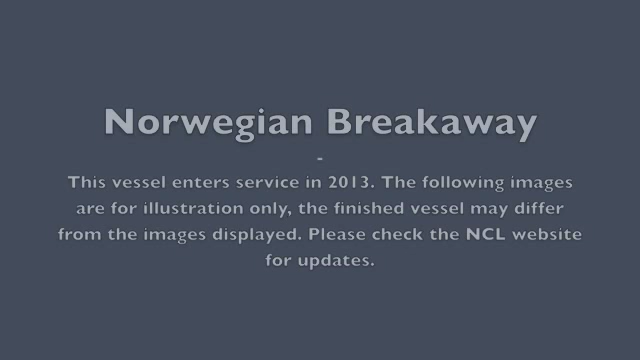 Norwegian Breakaway
-
This vessel enters service in 2013. The following images
are for illustration only, the finished vessel may differ
from the images displayed. Please check the NCL website
for updates.